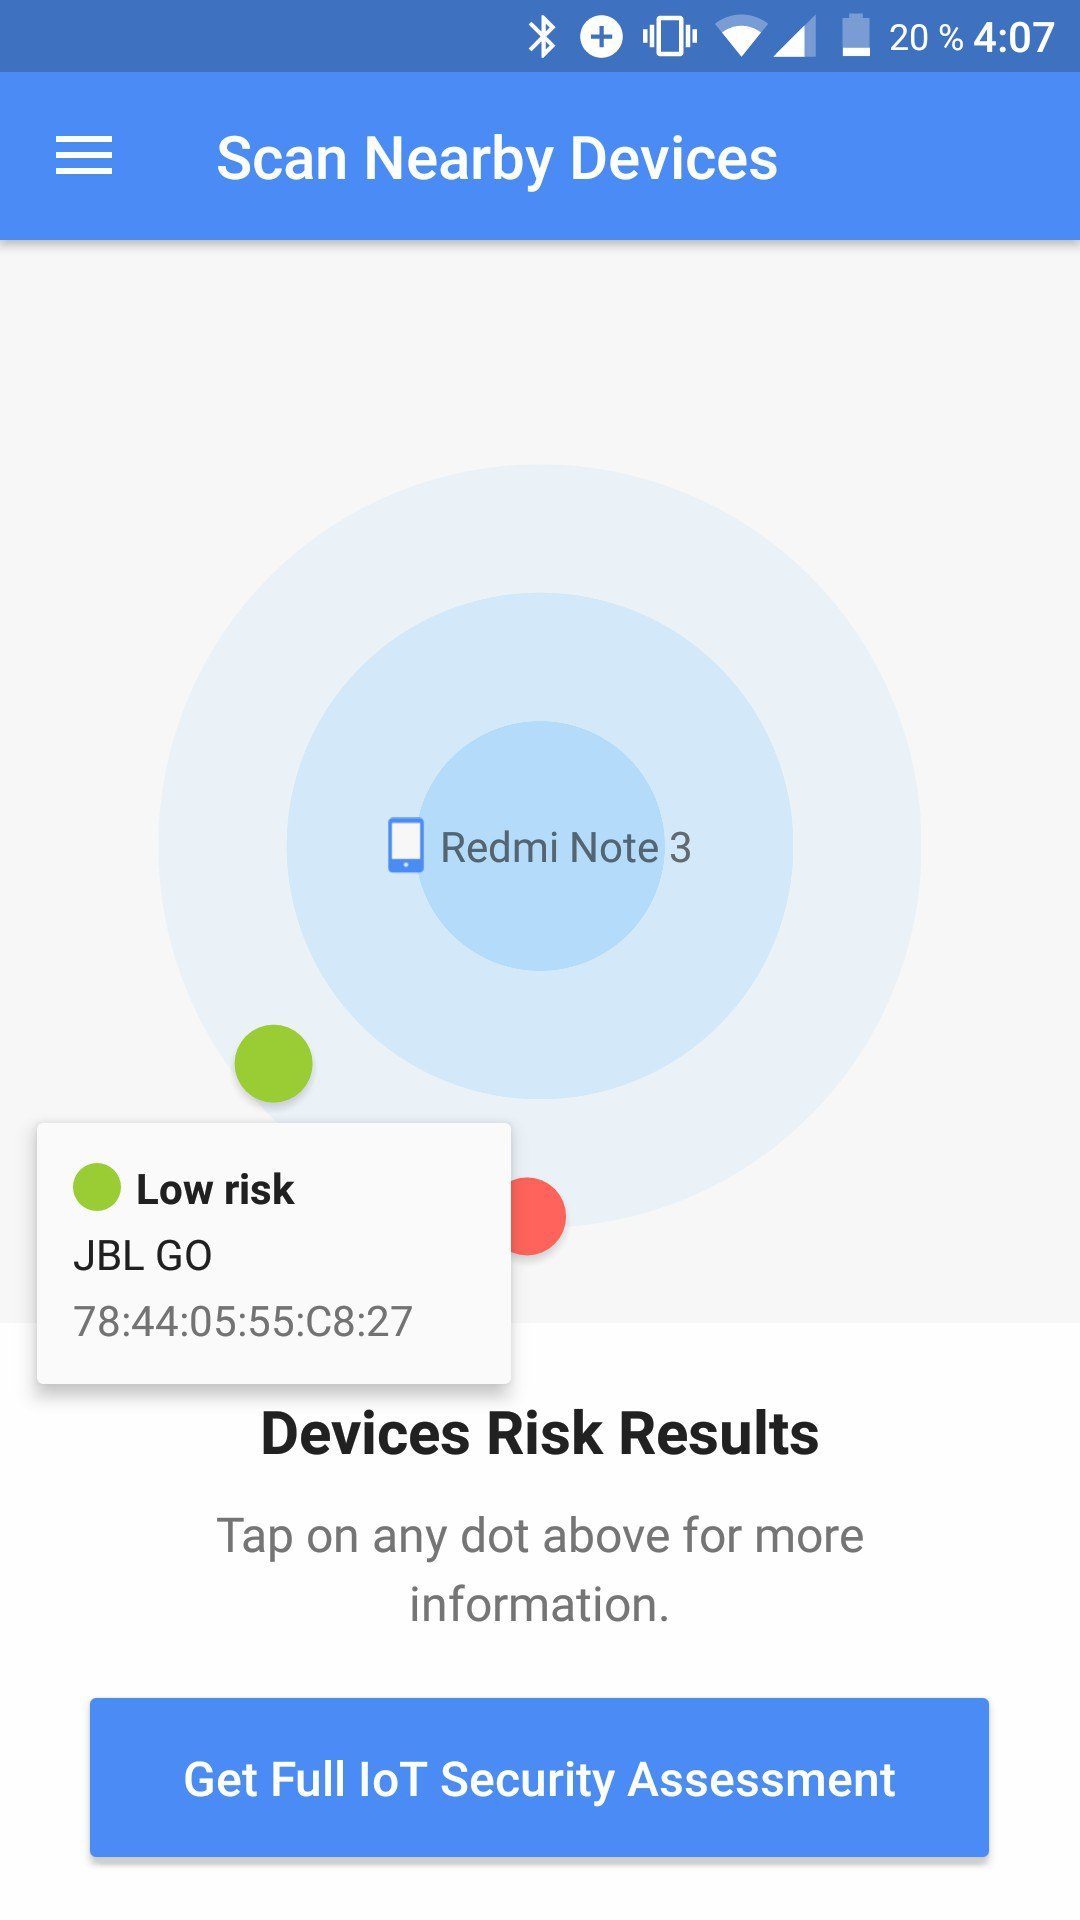 20 % 4:07
Scan Nearby Devices
Redmi Note 3
Low risk
JBL GO
78:44:05:55:C8:27
Devices Risk Results
Tap on any dot above for more
information.
Get Full IoT Security Assessment